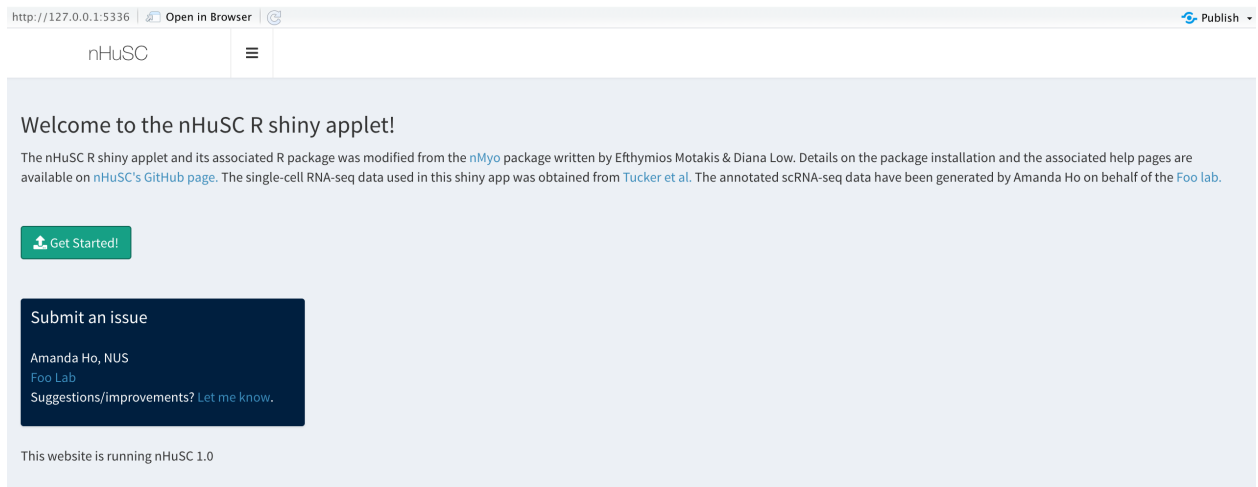 http://127.0.0.1:5336 Open in Browser Publish
nHuSC
Welcome to the nHuSC R shiny applet!
The nHuSC R shiny applet and its associated R package was modified from the nMyo package written by Efthymios Motakis & Diana Low. Details on the package installation and the associated help pages are
available on nHuSC's GitHub page. The single-cell RNA-seq data used in this shiny app was obtained from Tucker et al. The annotated scRNA-seq data have been generated by Amanda Ho on behalf of the Foo lab.
Get Started!
Submit an issue
Amanda Ho, NUS
Foo Lab
Suggestions/improvements? Let me know.
This website is running nHuSC 1.0